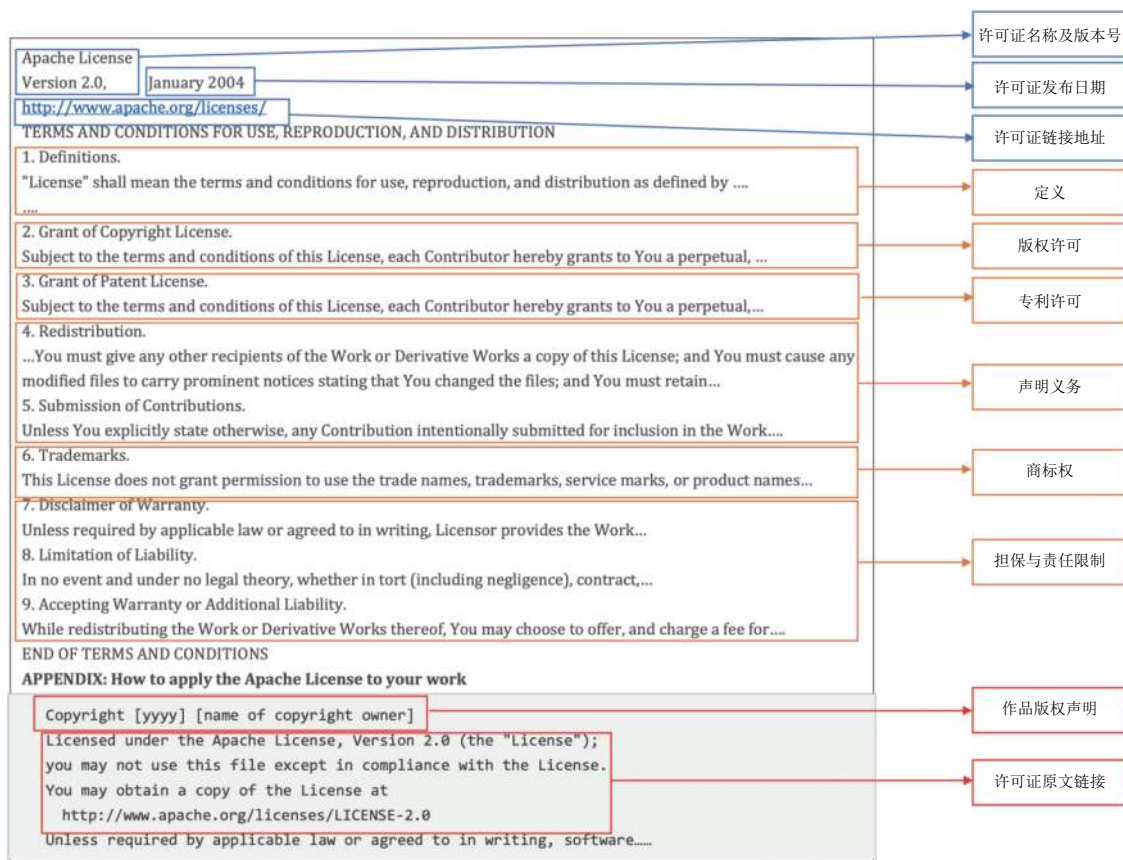 Apache License
Version 2.0, January 2004
http://www.apache.org/licenses/
TERMS AND CONDITIONS FOR USE, REPRODUCTION, AND DISTRIBUTION
1. Definitions.
"License" shall mean the terms and conditions for use, reproduction, and distribution as defined by ....
....
2. Grant of Copyright License.
Subject to the terms and conditions of this License, each Contributor hereby grants to You a perpetual, ...
3. Grant of Patent License.
Subject to the terms and conditions of this License, each Contributor hereby grants to You a perpetual,...
4. Redistribution.
...You must give any other recipients of the Work or Derivative Works a copy of this License; and You must cause any
modified files to carry prominent notices stating that You changed the files; and You must retain...
5. Submission of Contributions.
Unless You explicitly state otherwise, any Contribution intentionally submitted for inclusion in the Work....
6. Trademarks.
This License does not grant permission to use the trade names, trademarks, service marks, or product names...
7. Disclaimer of Warranty.
Unless required by applicable law or agreed to in writing, Licensor provides the Work...
8. Limitation of Liability.
In no event and under no legal theory, whether in tort (including negligence), contract,...
9. Accepting Warranty or Additional Liability.
While redistributing the Work or Derivative Works thereof, You may choose to offer, and charge a fee for....
END OF TERMS AND CONDITIONS
APPENDIX: How to apply the Apache License to your work
Copyright [yyyy] [name of copyright owner]
Licensed under the Apache License, Version 2.0 (the "License");
you may not use this file except in compliance with the License.
You may obtain a copy of the License at
http://www.apache.org/licenses/LICENSE-2.0
Unless required by applicable law or agreed to in writing, software......
许可证名称及版本号
许可证发布日期
许可证链接地址
定义
版权许可
专利许可
声明义务
商标权
担保与责任限制
作品版权声明
许可证原文链接